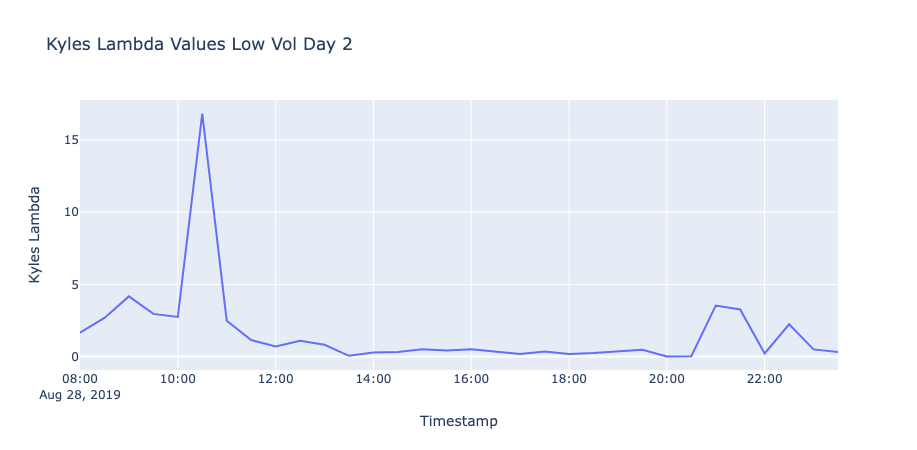 Kyles Lambda Values Low Vol Day 2
Kyles Lambda
15
10
5
0
08:00 10:00 12:00 14:00 16:00 18:00 20:00 22:00
Aug 28, 2019
Timestamp